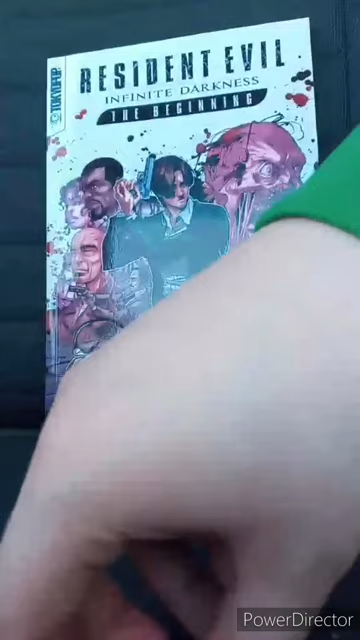 TOKYOPOP
RESIDENT EVIL
INFINITE DARKNESS
THE BEGINNING
PowerDirector